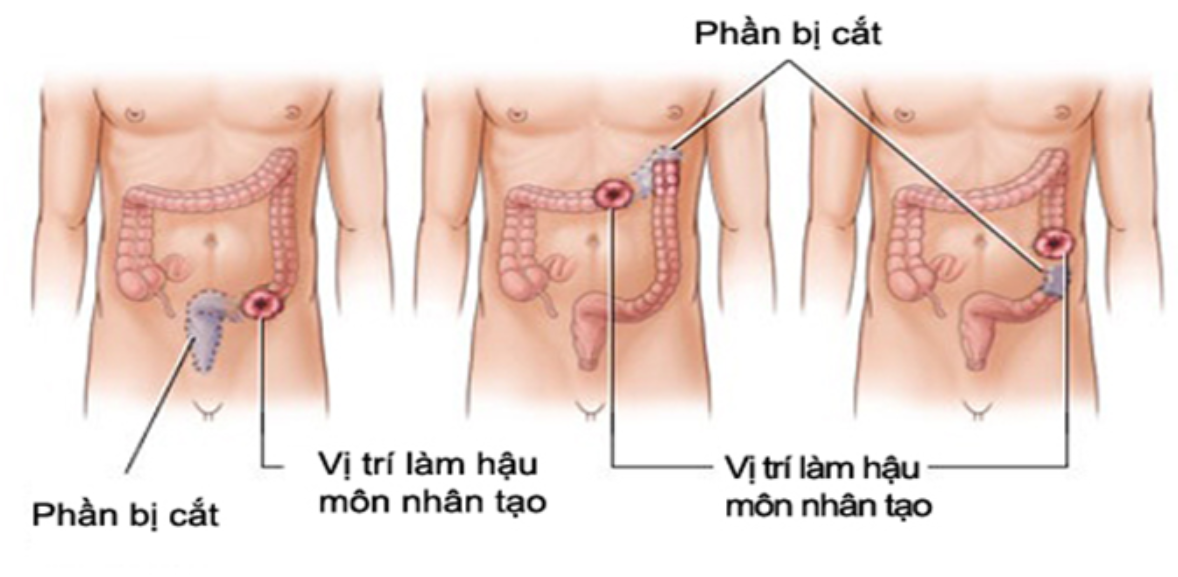 Phần bị cắt
Vị trí làm hậu
môn nhân tạo
Phần bị cắt
Vị trí làm hậu
môn nhân tạo